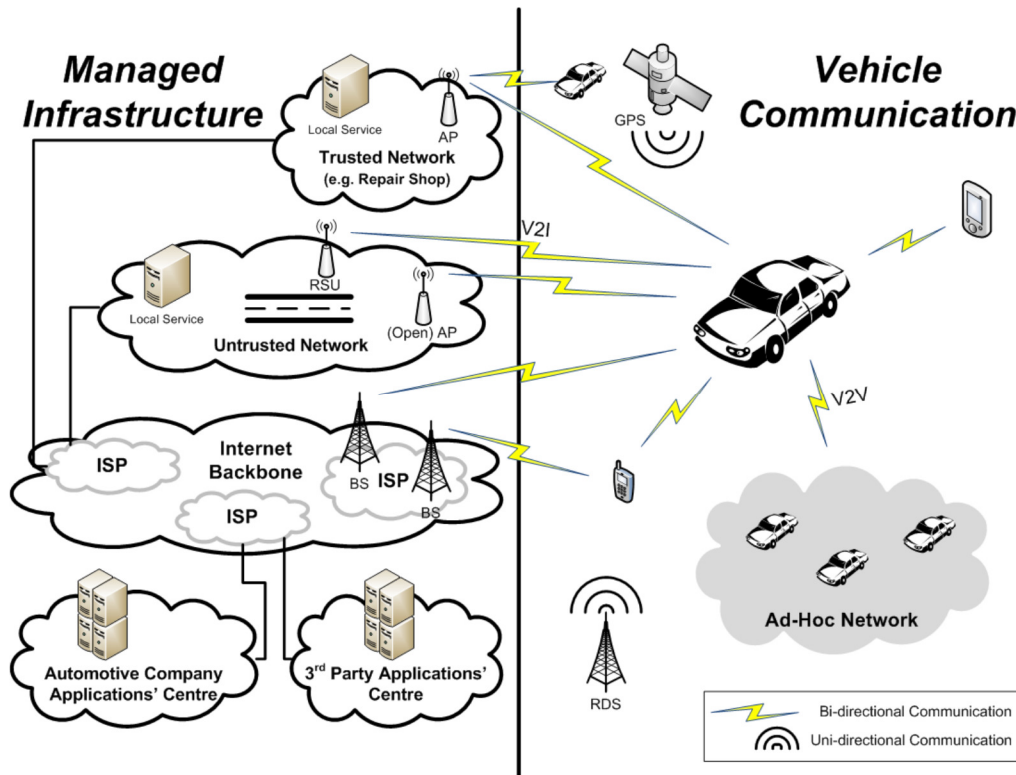 Managed
Infrastructure
Vehicle
Communication
Local Service
AP
Trusted Network
(e.g. Repair Shop)
GPS
V2I
RSU
Local Service
(Open) AP
Untrusted Network
V2V
ISP
Internet
Backbone
BS
ISP
BS
ISP
Ad-Hoc Network
Automotive Company
Applications' Centre
3rd Party Applications'
Centre
RDS
Bi-directional Communication
Uni-directional Communication